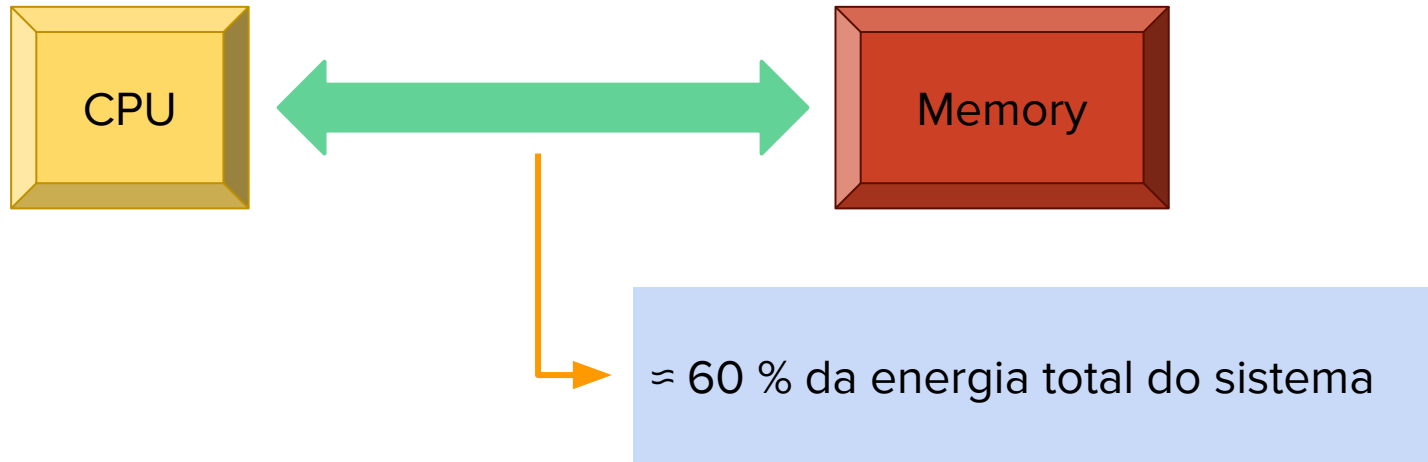 CPU
Memory
≈ 60 % da energia total do sistema